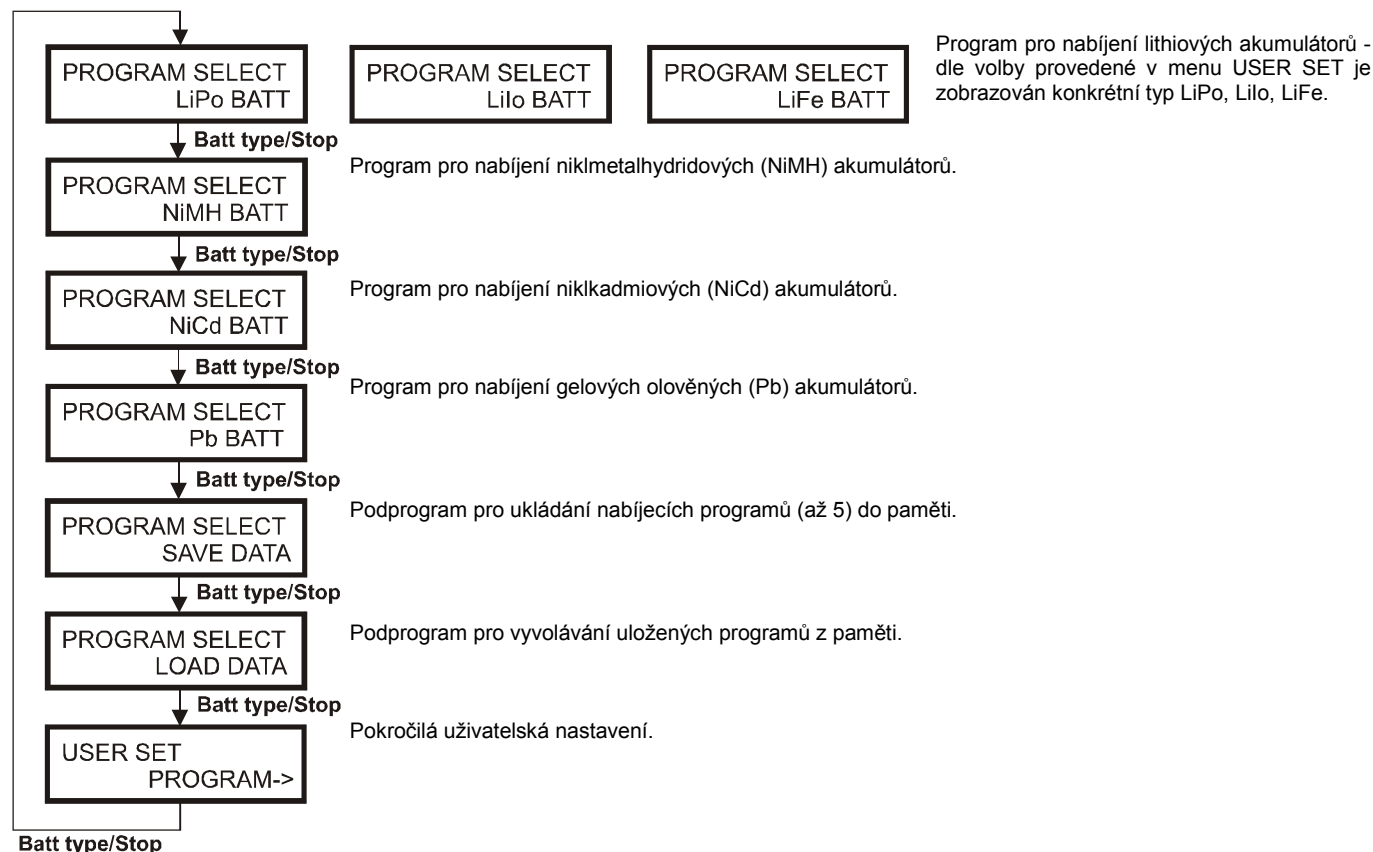 PROGRAM SELECT
LiPo BATT
PROGRAM SELECT
LiIo BATT
PROGRAM SELECT
LiFe BATT
Program pro nabíjení lithiových akumulátorů -
dle volby provedené v menu USER SET je
zobrazován konkrétní typ LiPo, LiIo, LiFe.
Batt type/Stop
PROGRAM SELECT
NiMH BATT
Program pro nabíjení niklmetalhydridových (NiMH) akumulátorů.
Batt type/Stop
PROGRAM SELECT
NiCd BATT
Program pro nabíjení niklkadmiových (NiCd) akumulátorů.
Batt type/Stop
PROGRAM SELECT
Pb BATT
Program pro nabíjení gelových olověných (Pb) akumulátorů.
Batt type/Stop
PROGRAM SELECT
SAVE DATA
Podprogram pro ukládání nabíjecích programů (až 5) do paměti.
Batt type/Stop
PROGRAM SELECT
LOAD DATA
Podprogram pro vyvolávání uložených programů z paměti.
Batt type/Stop
USER SET
PROGRAM->
Pokročilá uživatelská nastavení.
Batt type/Stop